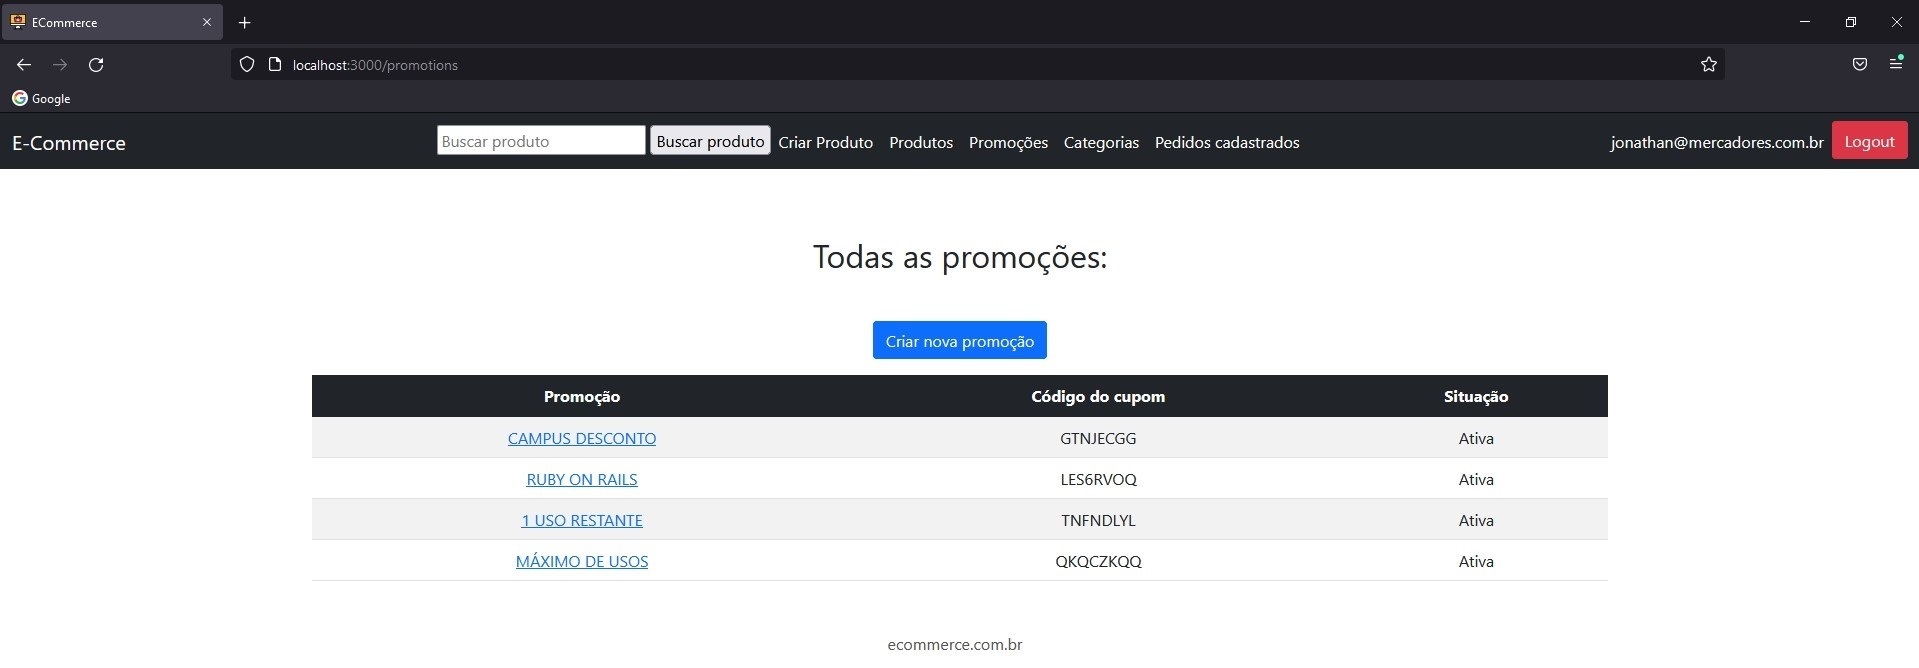 ECommerce
localhost:3000/promotions
Google
E-Commerce
Buscar produto
Buscar produto
Criar Produto
Produtos
Promoções
Categorias
Pedidos cadastrados
jonathan@mercadores.com.br
Logout
Todas as promoções:
Criar nova promoção
Promoção Código do cupom Situação
CAMPUS DESCONTO GTNJECGG Ativa
RUBY ON RAILS LES6RVOQ Ativa
1 USO RESTANTE TNFNDLYL Ativa
MÁXIMO DE USOS QKQCZKQQ Ativa
ecommerce.com.br